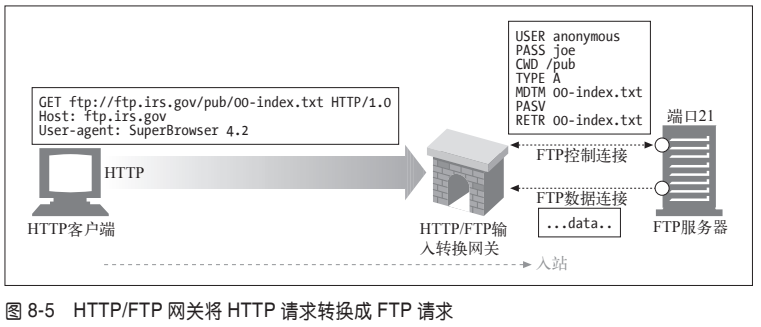 USER anonymous
PASS joe
CWD /pub
TYPE A
MDTM 00-index.txt
PASV
RETR 00-index.txt
GET ftp://ftp.irs.gov/pub/00-index.txt HTTP/1.0
Host: ftp.irs.gov
User-agent: SuperBrowser 4.2
端口21
HTTP
FTP控制连接
FTP数据连接
...data..
HTTP客户端
HTTP/FTP输
入转换网关
FTP服务器
入站
图 8-5 HTTP/FTP 网关将 HTTP 请求转换成 FTP 请求